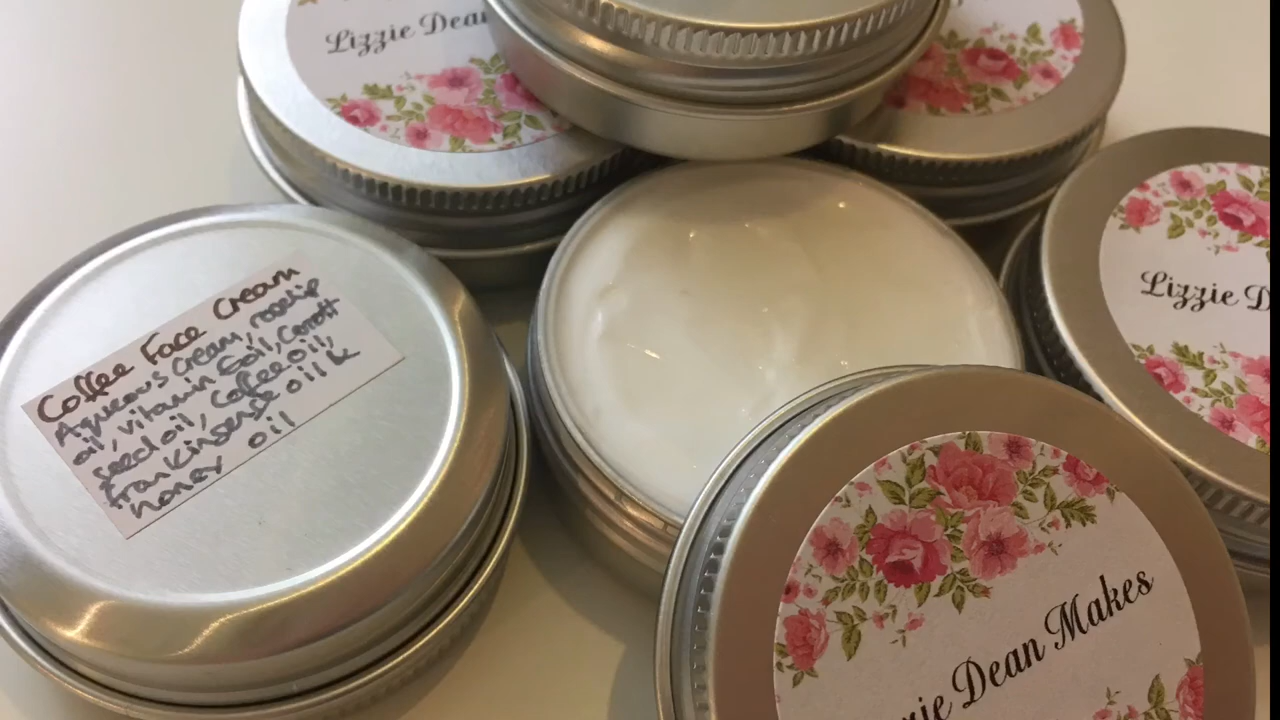 Lizzie Dean
Lizzie D
Coffee Face Cream
Aqueous cream, rosehip
oil, vitamin E oil, Carrott
seed oil, coffee oil,
frankinsense oil &
honey oil
zie Dean Makes